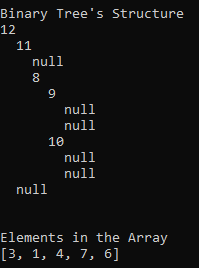 Binary Tree's Structure
12
  11
    null
    8
      9
        null
        null
      10
        null
        null
  null
Elements in the Array
[3, 1, 4, 7, 6]